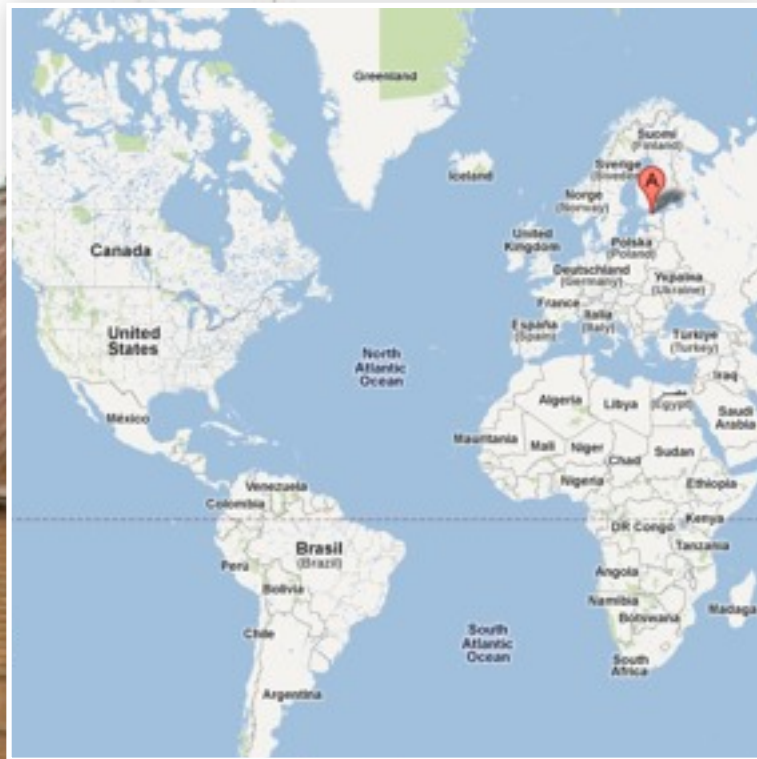 Greenland
Suomi
(Finland)
Sverige
(Sweden)
A
Iceland
Norge
(Norway)
United
Kingdom
Polska
(Poland)
Canada
Deutschland
(Germany)
Україна
(Ukraine)
France
United
States
España
(Spain)
Italia
(Italy)
Türkiye
(Turkey)
North
Atlantic
Ocean
Iraq
Algeria
Libya
(Egypt)
Saudi
Arabia
México
Mauritania
Mali
Niger
Chad
Sudan
Venezuela
Nigeria
Ethiopia
Colombia
DR Congo
Kenya
Brasil
(Brazil)
Tanzania
Perú
Angola
Bolivia
Namibia
Botswana
Madaga
Chile
South
Atlantic
Ocean
South
Africa
Argentina